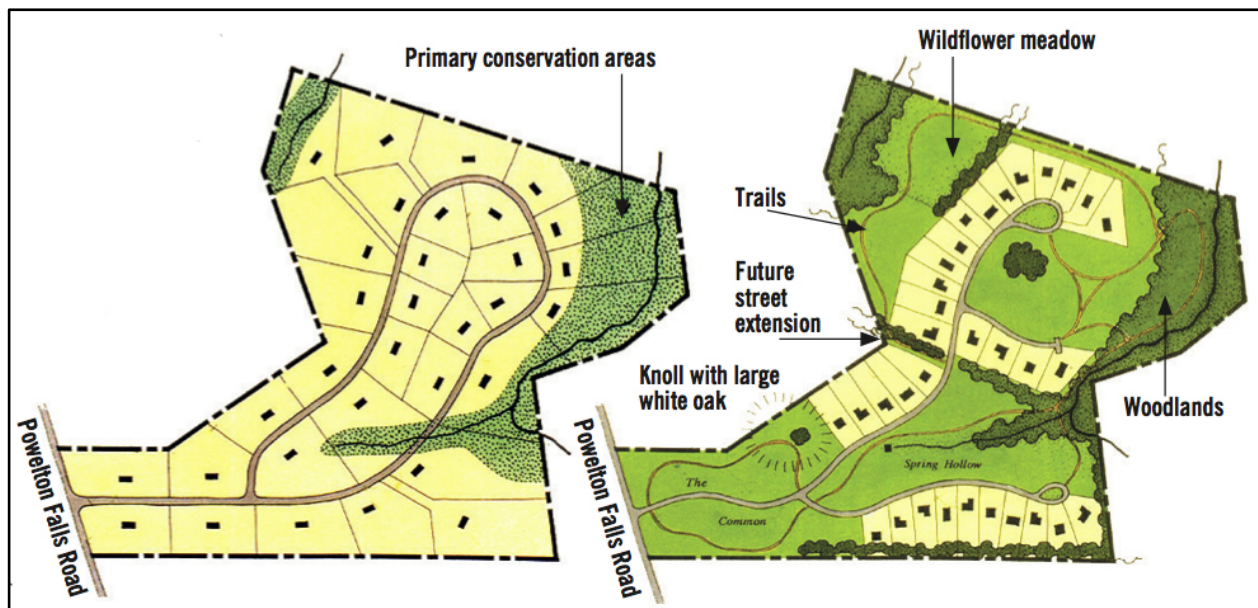 Primary conservation areas
Powelton Falls Road
Wildflower meadow
Trails
Future
street
extension
Knoll with large
white oak
Woodlands
Spring Hollow
The
Common
Powelton Falls Road